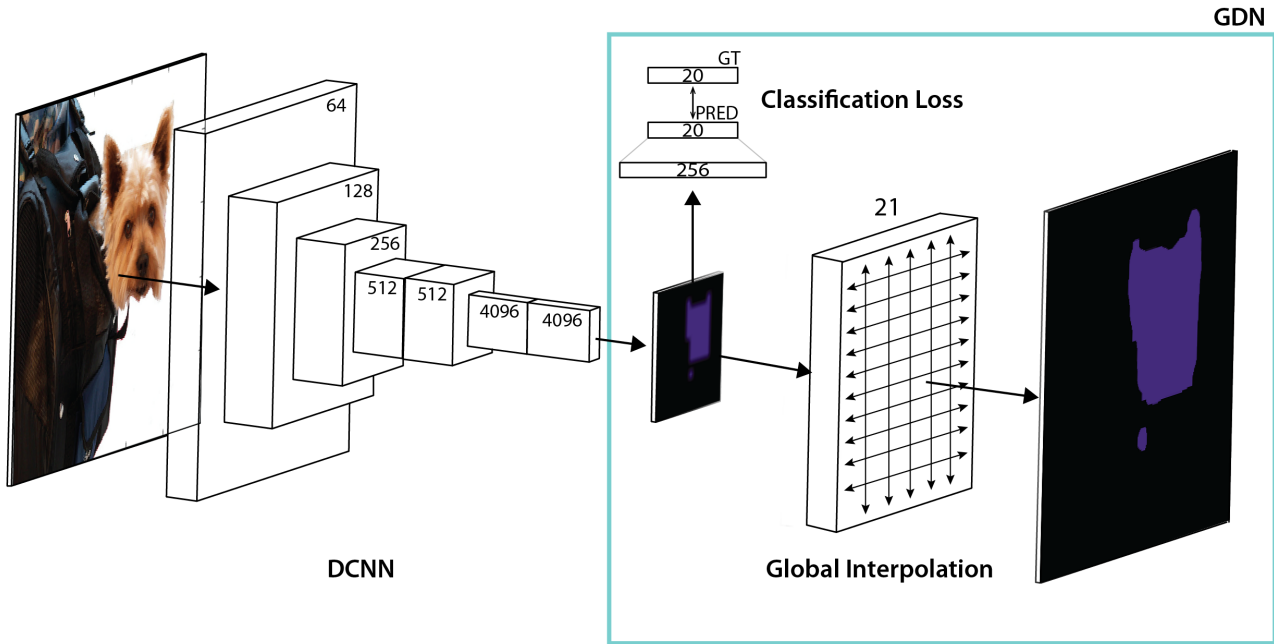 GDN
GT
20
PRED
20
Classification Loss
256
64
128
256
512
512
4096
4096
21
DCNN
Global Interpolation